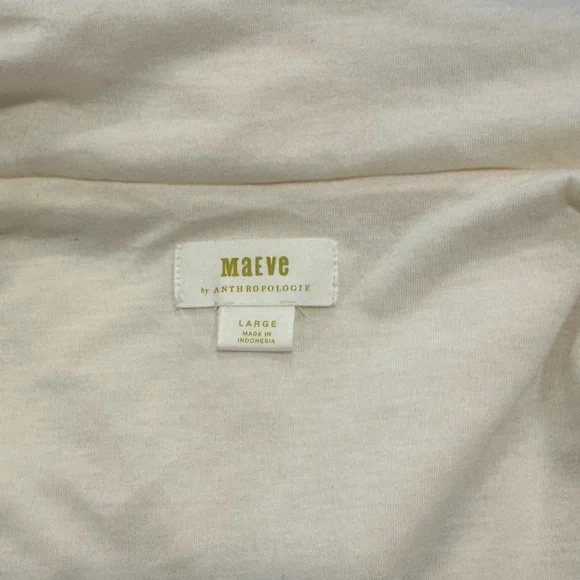 MaEve
by ANTHROPOLOGIE
LARGE
MADE IN
INDONESIA